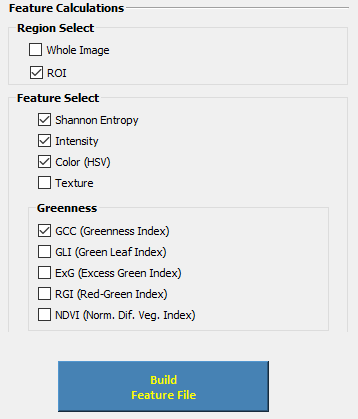 Feature Calculations
Region Select
Whole Image
ROI
Feature Select
Shannon Entropy
Intensity
Color (HSV)
Texture
Greenness
GCC (Greenness Index)
GLI (Green Leaf Index)
ExG (Excess Green Index)
RGI (Red-Green Index)
NDVI (Norm. Dif. Veg. Index)
Build
Feature File